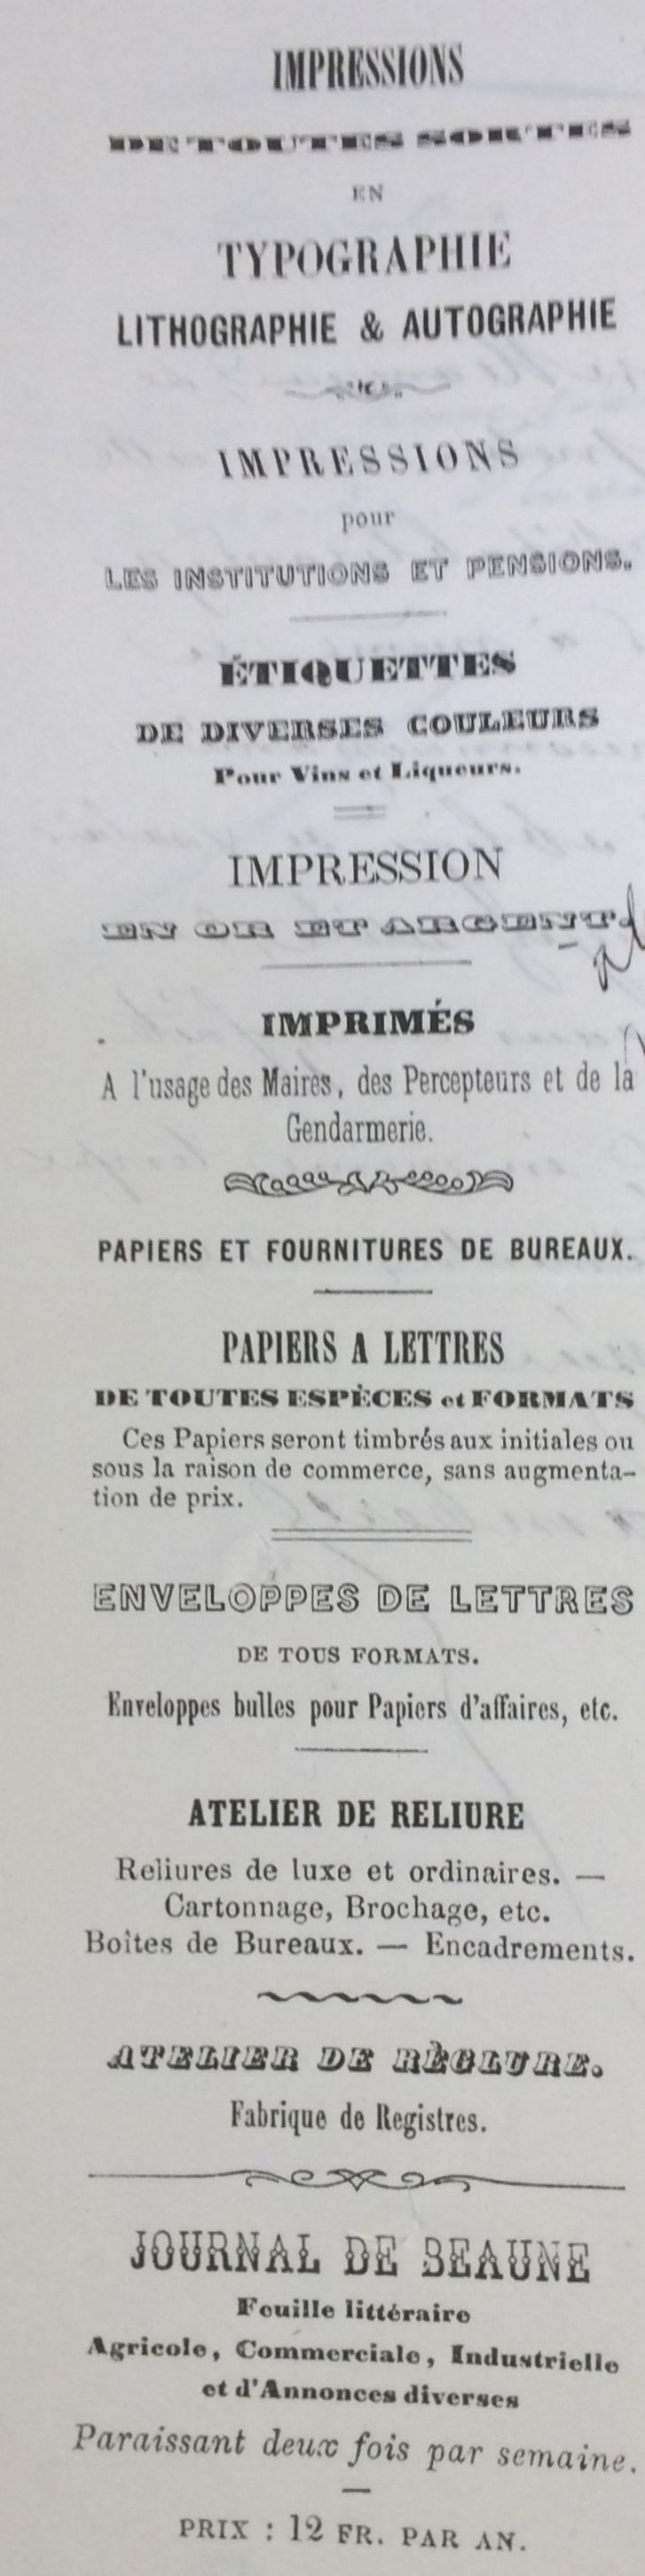 IMPRESSIONS
DE TOUTES SORTES
EN
TYPOGRAPHIE
LITHOGRAPHIE & AUTOGRAPHIE
IMPRESSIONS
pour
LES INSTITUTIONS ET PENSIONS.
ÉTIQUETTES
DE DIVERSES COULEURS
Pour Vins et Liqueurs.
IMPRESSION
EN OR ET ARGENT.
IMPRIMÉS
A l'usage des Maires, des Percepteurs et de la
Gendarmerie.
PAPIERS ET FOURNITURES DE BUREAUX.
PAPIERS A LETTRES
DE TOUTES ESPÈCES et FORMATS
Ces Papiers seront timbrés aux initiales ou
sous la raison de commerce, sans augmenta-
tion de prix.
ENVELOPPES DE LETTRES
DE TOUS FORMATS.
Enveloppes bulles pour Papiers d'affaires, etc.
ATELIER DE RELIURE
Reliures de luxe et ordinaires. —
Cartonnage, Brochage, etc.
Boîtes de Bureaux. — Encadrements.
ATELIER DE RÈGLURE.
Fabrique de Registres.
JOURNAL DE BEAUNE
Feuille littéraire
Agricole, Commerciale, Industrielle
et d'Annonces diverses
Paraissant deux fois par semaine.
PRIX : 12 FR. PAR AN.